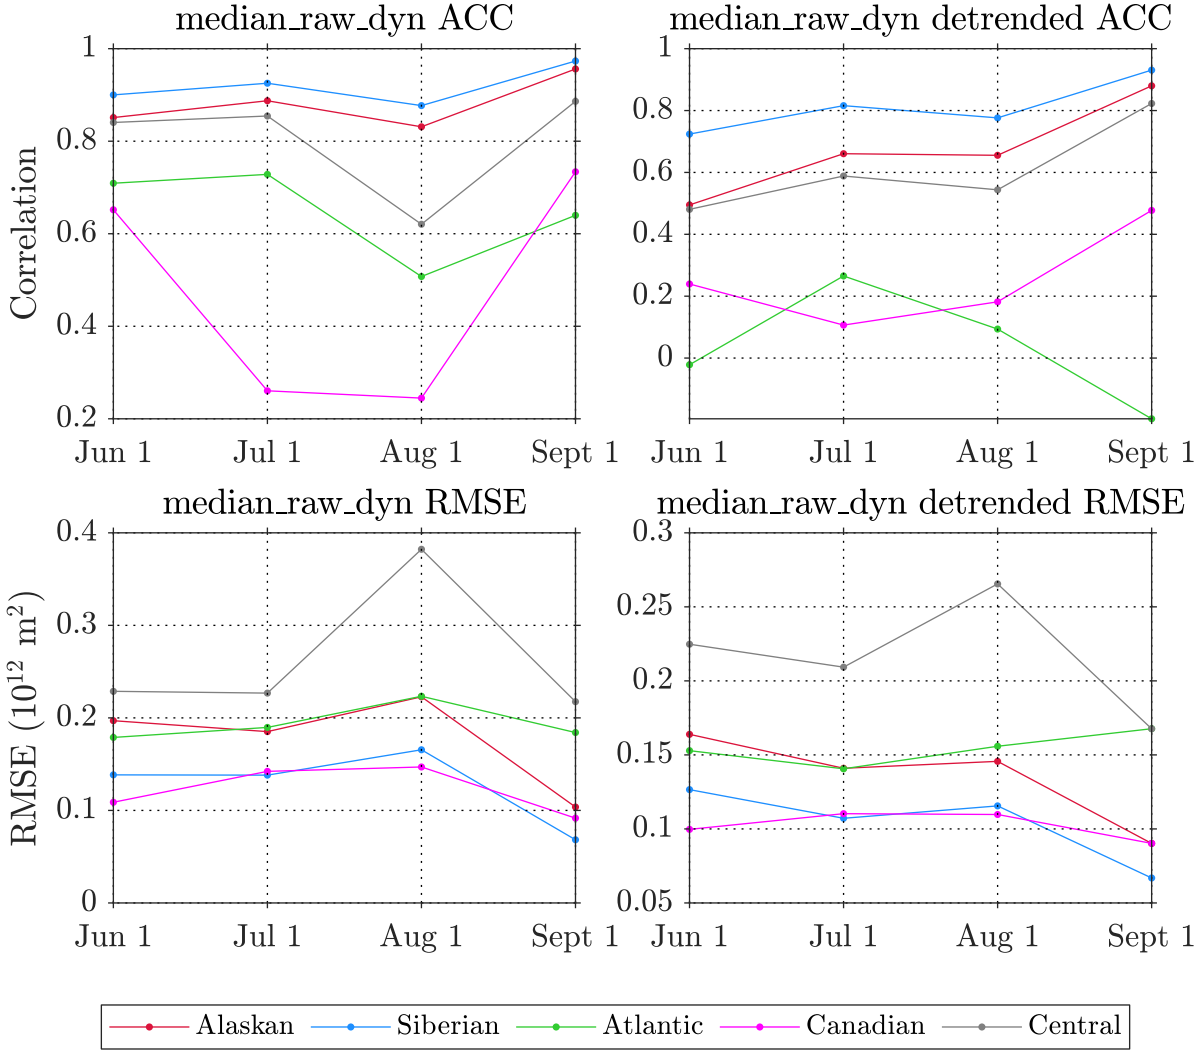 median_raw_dyn ACC
Correlation
1
0.8
0.6
0.4
0.2
Jun 1 Jul 1 Aug 1 Sept 1
median_raw_dyn detrended ACC
1
0.8
0.6
0.4
0.2
0
Jun 1 Jul 1 Aug 1 Sept 1
median_raw_dyn RMSE
RMSE (10¹² m²)
0.4
0.3
0.2
0.1
0
Jun 1 Jul 1 Aug 1 Sept 1
median_raw_dyn detrended RMSE
0.3
0.25
0.2
0.15
0.1
0.05
Jun 1 Jul 1 Aug 1 Sept 1
Alaskan Siberian Atlantic Canadian Central